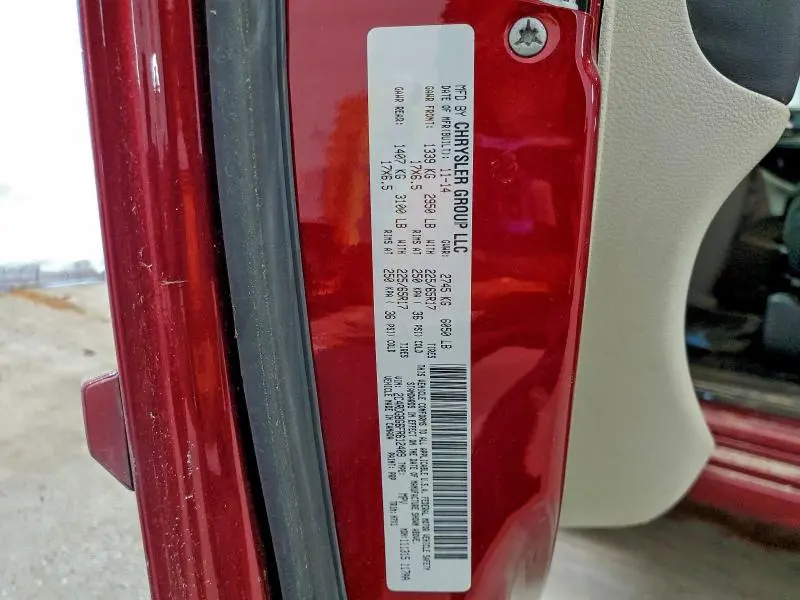 MFD BY CHRYSLER GROUP LLC
DATE OF MFR(BUILT): 11-14 GVWR: 2745 KG 6050 LB
GAWR FRONT: 1339 KG 2950 LB WITH 225/65R17 TIRES
17X6.5 RIMS AT 250 KPA( 36 PSI) COLD
GAWR REAR: 1407 KG 3100 LB WITH 225/65R17 TIRES
17X6.5 RIMS AT 250 KPA( 36 PSI) COLD
THIS VEHICLE CONFORMS TO ALL APPLICABLE U.S.A. FEDERAL MOTOR VEHICLE SAFETY
STANDARDS IN EFFECT ON THE DATE OF MANUFACTURE SHOWN ABOVE.
TYPE: MPV
VEHICLE MADE IN CANADA PAINT: PRP